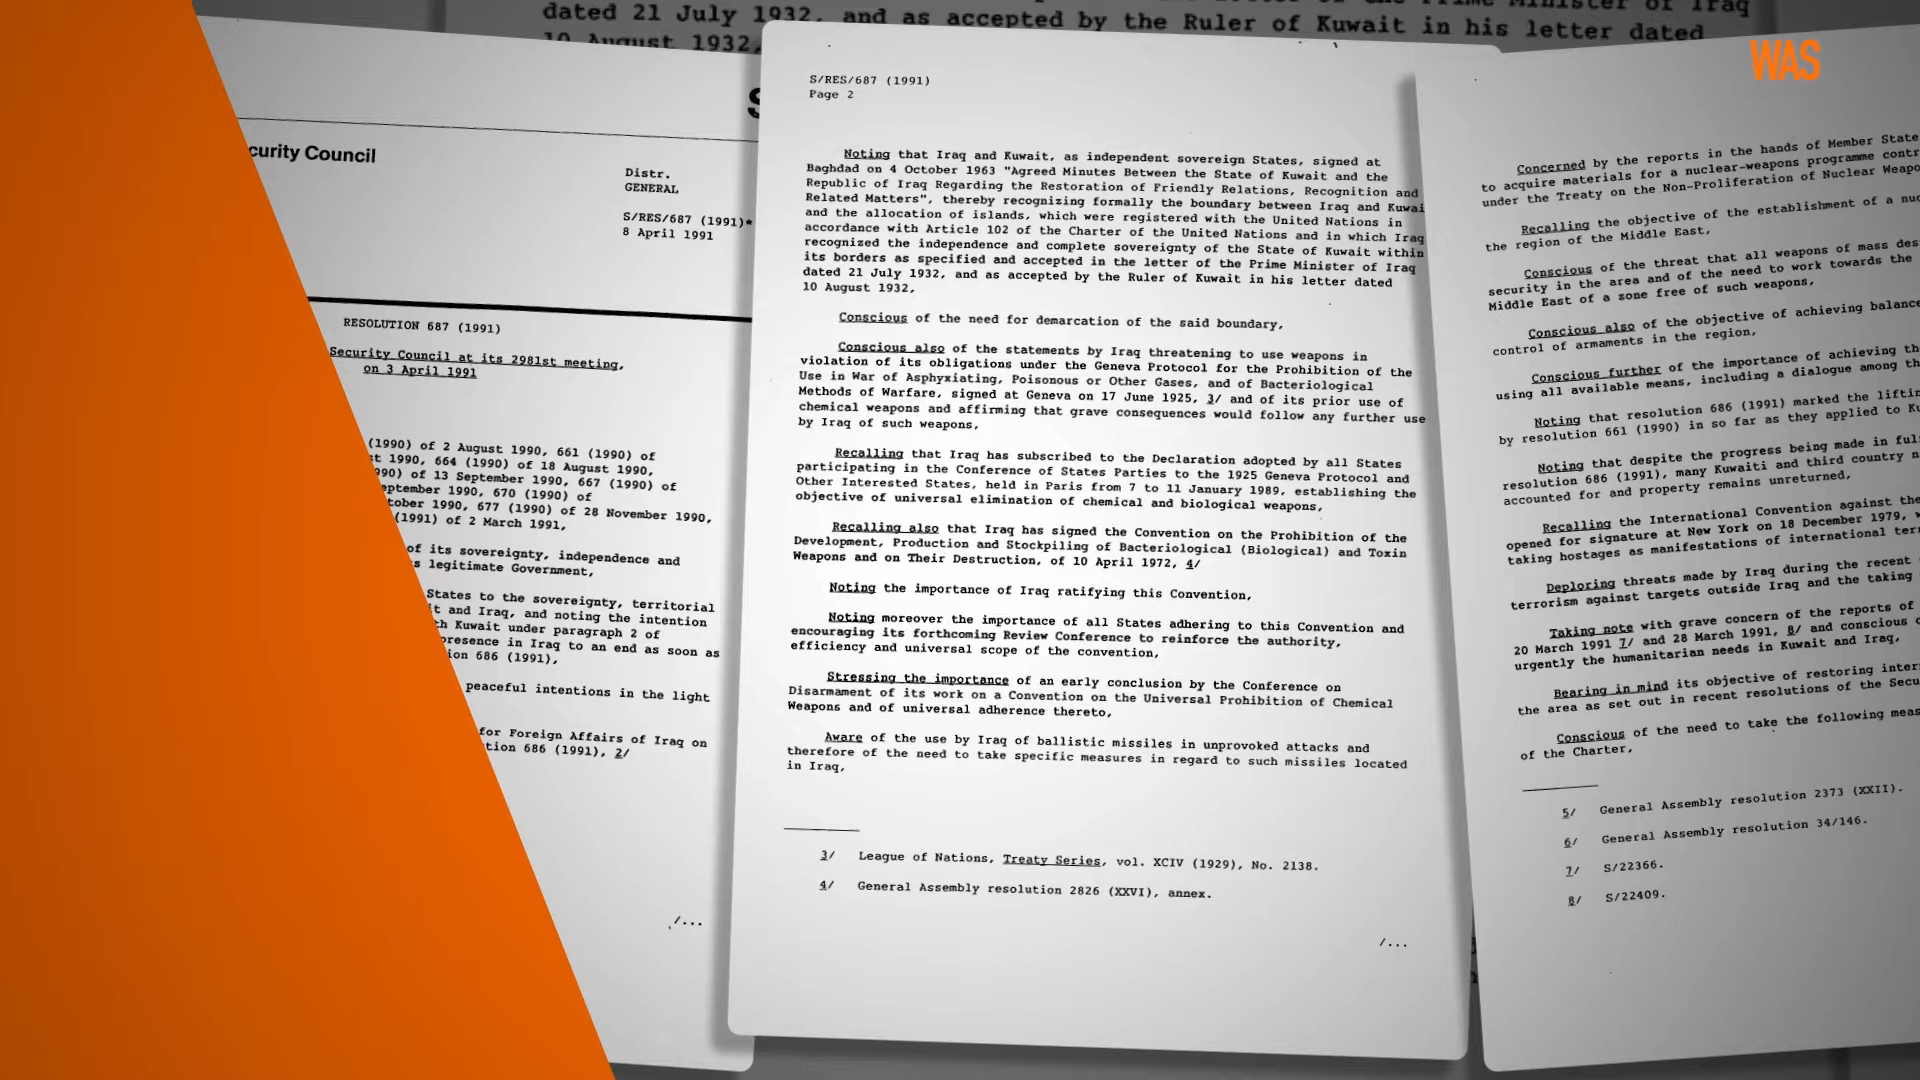 dated 21 July 1932, and as accepted by the Ruler of Kuwait in his letter dated
10 August 1932,
WAS
curity Council
Distr.
GENERAL
S/RES/687 (1991)*
8 April 1991
RESOLUTION 687 (1991)
Security Council at its 2981st meeting,
on 3 April 1991
(1990) of 2 August 1990, 661 (1990) of
st 1990, 664 (1990) of 18 August 1990,
990) of 13 September 1990, 667 (1990) of
eptember 1990, 670 (1990) of
tober 1990, 677 (1990) of 28 November 1990,
(1991) of 2 March 1991,
of its sovereignty, independence and
s legitimate Government,
States to the sovereignty, territorial
it and Iraq, and noting the intention
th Kuwait under paragraph 2 of
presence in Iraq to an end as soon as
ion 686 (1991),
peaceful intentions in the light
for Foreign Affairs of Iraq on
tion 686 (1991), 2/
/...
S/RES/687 (1991)
Page 2
Noting that Iraq and Kuwait, as independent sovereign States, signed at
Baghdad on 4 October 1963 "Agreed Minutes Between the State of Kuwait and the
Republic of Iraq Regarding the Restoration of Friendly Relations, Recognition and
Related Matters", thereby recognizing formally the boundary between Iraq and Kuwai
and the allocation of islands, which were registered with the United Nations in
accordance with Article 102 of the Charter of the United Nations and in which Iraq
recognized the independence and complete sovereignty of the State of Kuwait within
its borders as specified and accepted in the letter of the Prime Minister of Iraq
dated 21 July 1932, and as accepted by the Ruler of Kuwait in his letter dated
10 August 1932,
Conscious of the need for demarcation of the said boundary,
Conscious also of the statements by Iraq threatening to use weapons in
violation of its obligations under the Geneva Protocol for the Prohibition of the
Use in War of Asphyxiating, Poisonous or Other Gases, and of Bacteriological
Methods of Warfare, signed at Geneva on 17 June 1925, 3/ and of its prior use of
chemical weapons and affirming that grave consequences would follow any further use
by Iraq of such weapons,
Recalling that Iraq has subscribed to the Declaration adopted by all States
participating in the Conference of States Parties to the 1925 Geneva Protocol and
Other Interested States, held in Paris from 7 to 11 January 1989, establishing the
objective of universal elimination of chemical and biological weapons,
Recalling also that Iraq has signed the Convention on the Prohibition of the
Development, Production and Stockpiling of Bacteriological (Biological) and Toxin
Weapons and on Their Destruction, of 10 April 1972, 4/
Noting the importance of Iraq ratifying this Convention,
Noting moreover the importance of all States adhering to this Convention and
encouraging its forthcoming Review Conference to reinforce the authority,
efficiency and universal scope of the convention,
Stressing the importance of an early conclusion by the Conference on
Disarmament of its work on a Convention on the Universal Prohibition of Chemical
Weapons and of universal adherence thereto,
Aware of the use by Iraq of ballistic missiles in unprovoked attacks and
therefore of the need to take specific measures in regard to such missiles located
in Iraq,
3/ League of Nations, Treaty Series, vol. XCIV (1929), No. 2138.
4/ General Assembly resolution 2826 (XXVI), annex.
/...
Concerned by the reports in the hands of Member State
to acquire materials for a nuclear-weapons programme contr
under the Treaty on the Non-Proliferation of Nuclear Weapo
Recalling the objective of the establishment of a nuc
the region of the Middle East,
Conscious of the threat that all weapons of mass des
security in the area and of the need to work towards the
Middle East of a zone free of such weapons,
Conscious also of the objective of achieving balance
control of armaments in the region,
Conscious further of the importance of achieving th
using all available means, including a dialogue among th
Noting that resolution 686 (1991) marked the liftin
by resolution 661 (1990) in so far as they applied to Ku
Noting that despite the progress being made in ful
resolution 686 (1991), many Kuwaiti and third country n
accounted for and property remains unreturned,
Recalling the International Convention against the
opened for signature at New York on 18 December 1979, w
taking hostages as manifestations of international terr
Deploring threats made by Iraq during the recent
terrorism against targets outside Iraq and the taking
Taking note with grave concern of the reports of
20 March 1991 7/ and 28 March 1991, 8/ and conscious o
urgently the humanitarian needs in Kuwait and Iraq,
Bearing in mind its objective of restoring inter
the area as set out in recent resolutions of the Secu
Conscious of the need to take the following meas
of the Charter,
5/ General Assembly resolution 2373 (XXII).
6/ General Assembly resolution 34/146.
7/ S/22366.
8/ S/22409.